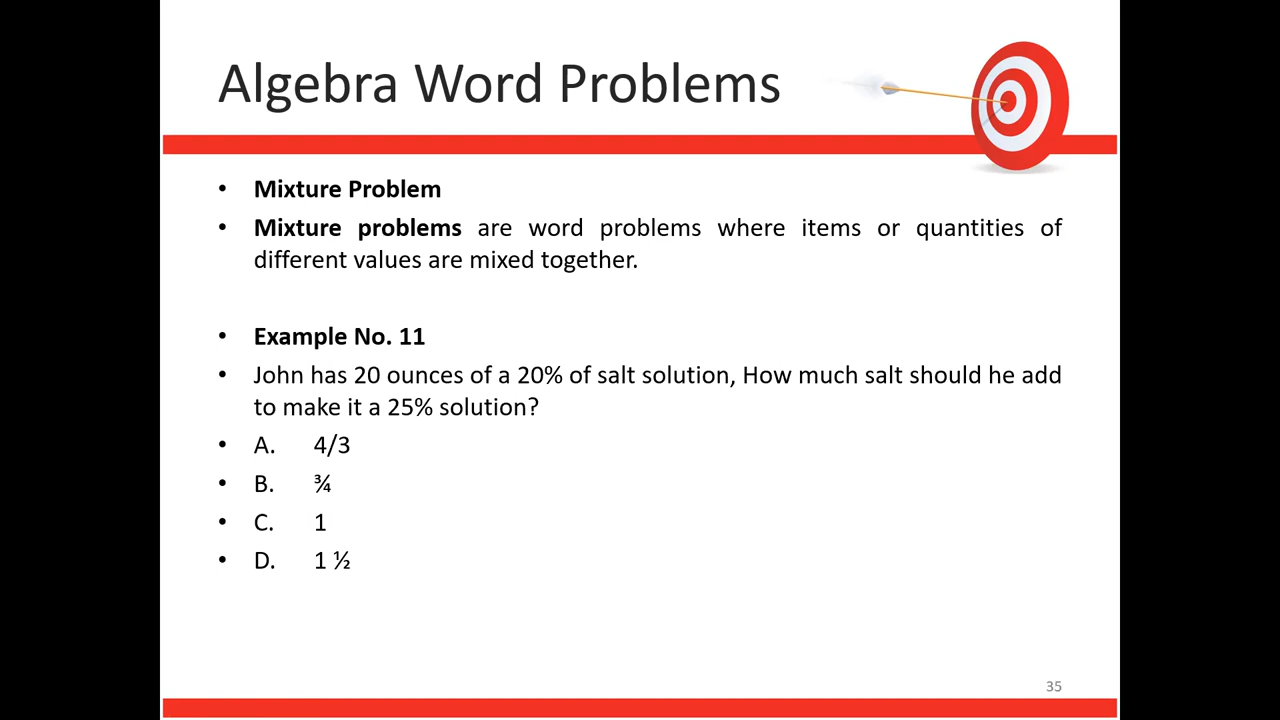 Algebra Word Problems
• Mixture Problem
• Mixture problems are word problems where items or quantities of
different values are mixed together.
• Example No. 11
• John has 20 ounces of a 20% of salt solution, How much salt should he add
to make it a 25% solution?
• A. 4/3
• B. ¾
• C. 1
• D. 1 ½
35